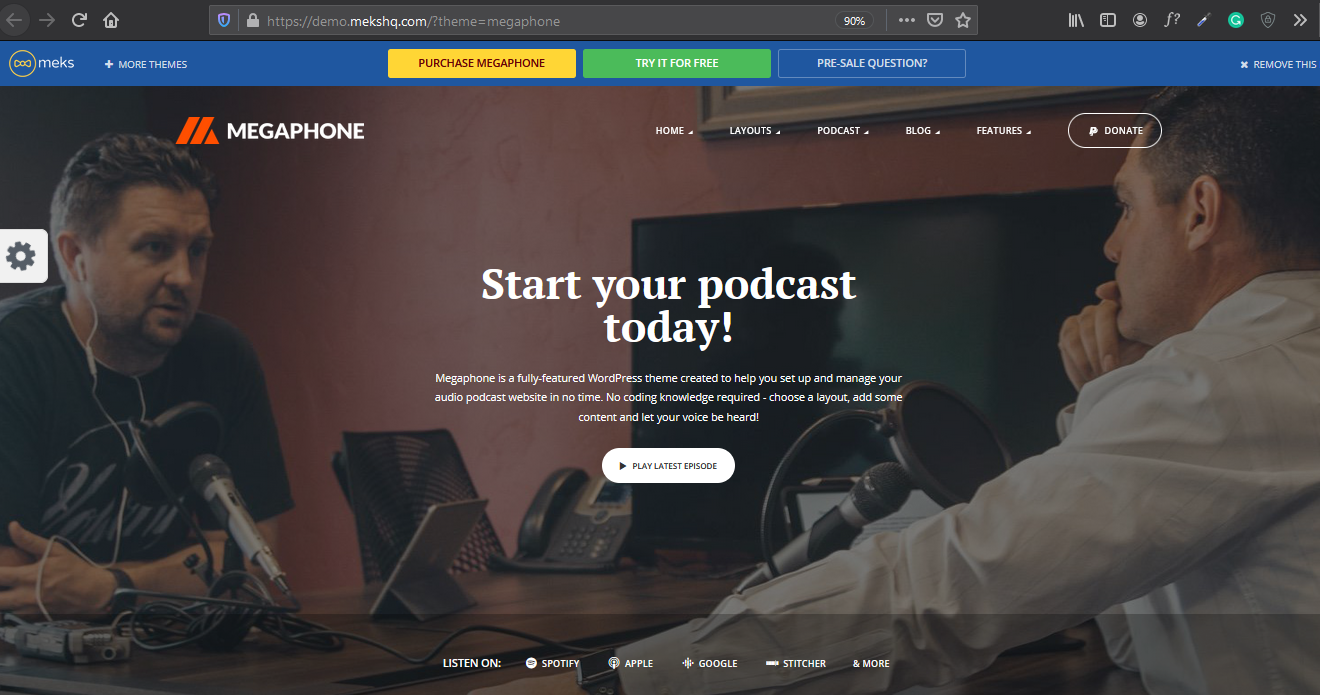 https://demo.mekshq.com/?theme=megaphone
90%
meks
MORE THEMES
PURCHASE MEGAPHONE
TRY IT FOR FREE
PRE-SALE QUESTION?
REMOVE THIS
MEGAPHONE
HOME
LAYOUTS
PODCAST
BLOG
FEATURES
DONATE
Start your podcast
today!
Megaphone is a fully-featured WordPress theme created to help you set up and manage your
audio podcast website in no time. No coding knowledge required - choose a layout, add some
content and let your voice be heard!
PLAY LATEST EPISODE
LISTEN ON:
SPOTIFY
APPLE
GOOGLE
STITCHER
& MORE